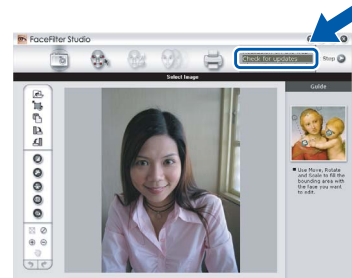 FaceFilter Studio
Check for updates
Step
Select Image
Guide
Use Move, Rotate
and Scale to fill the
bounding area with
the face you want
to edit.